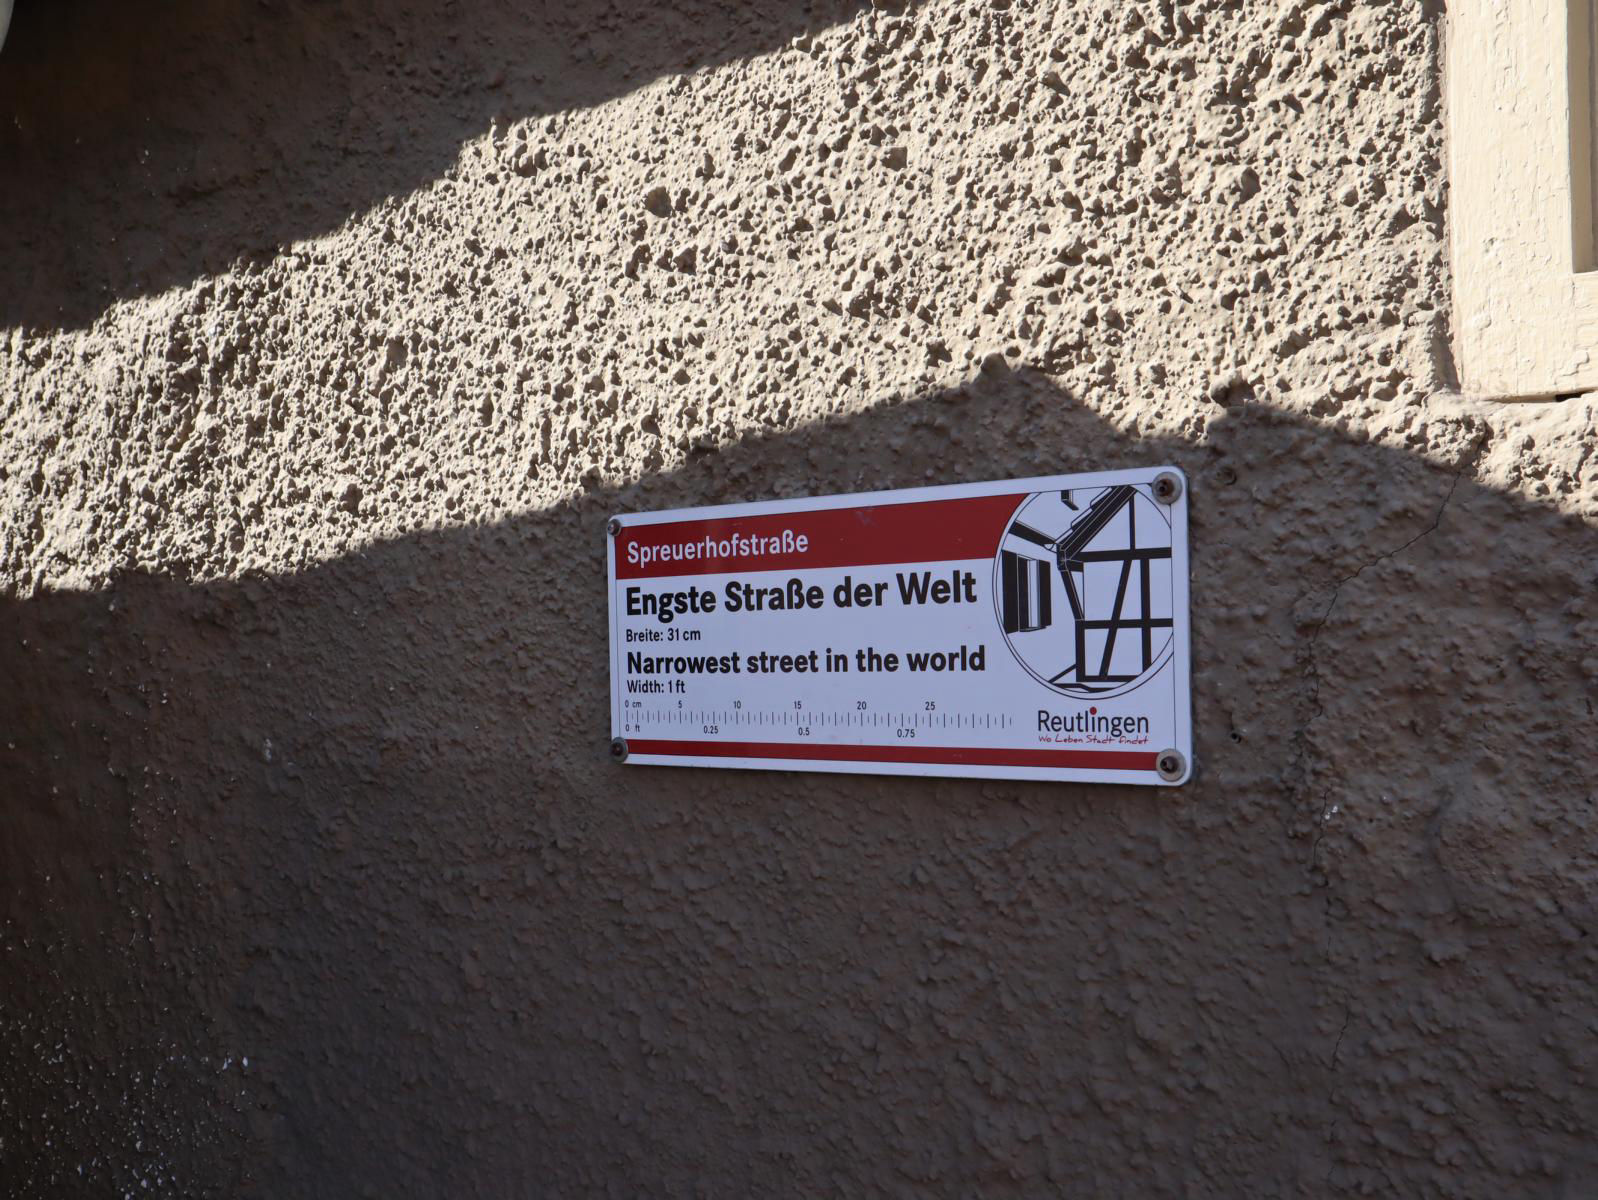 Spreuerhofstraße
Engste Straße der Welt
Breite: 31 cm
Narrowest street in the world
Width: 1 ft
0 cm 5 10 15 20 25
0 ft 0.25 0.5 0.75
Reutlingen
Wo Leben Stadt findet